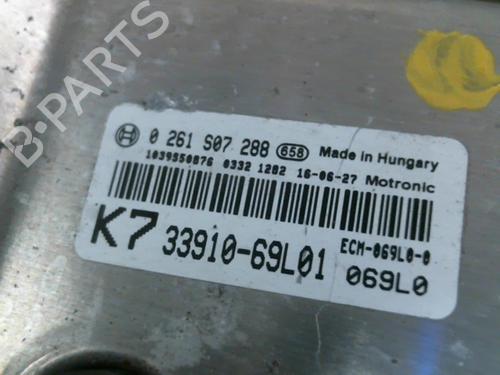 0 261 S07 288 658 Made in Hungary
1039S50876 0332 1282 16-06-27 Motronic
K7 33910-69L01 ECM-069L0-0
069L0
B-PARTS